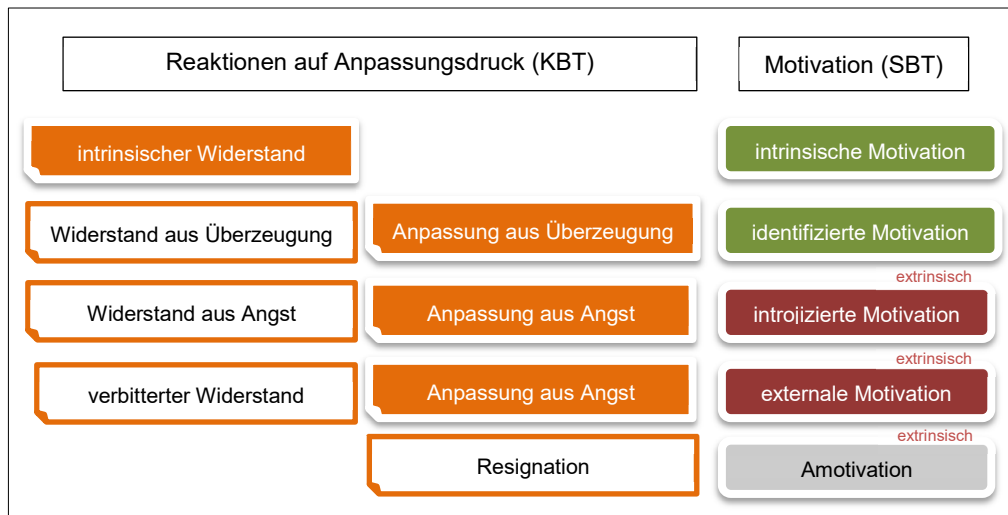 Reaktionen auf Anpassungsdruck (KBT)
Motivation (SBT)
intrinsischer Widerstand
intrinsische Motivation
Widerstand aus Überzeugung
Anpassung aus Überzeugung
identifizierte Motivation
extrinsisch
Widerstand aus Angst
Anpassung aus Angst
introjizierte Motivation
extrinsisch
verbitterter Widerstand
Anpassung aus Angst
externale Motivation
extrinsisch
Resignation
Amotivation